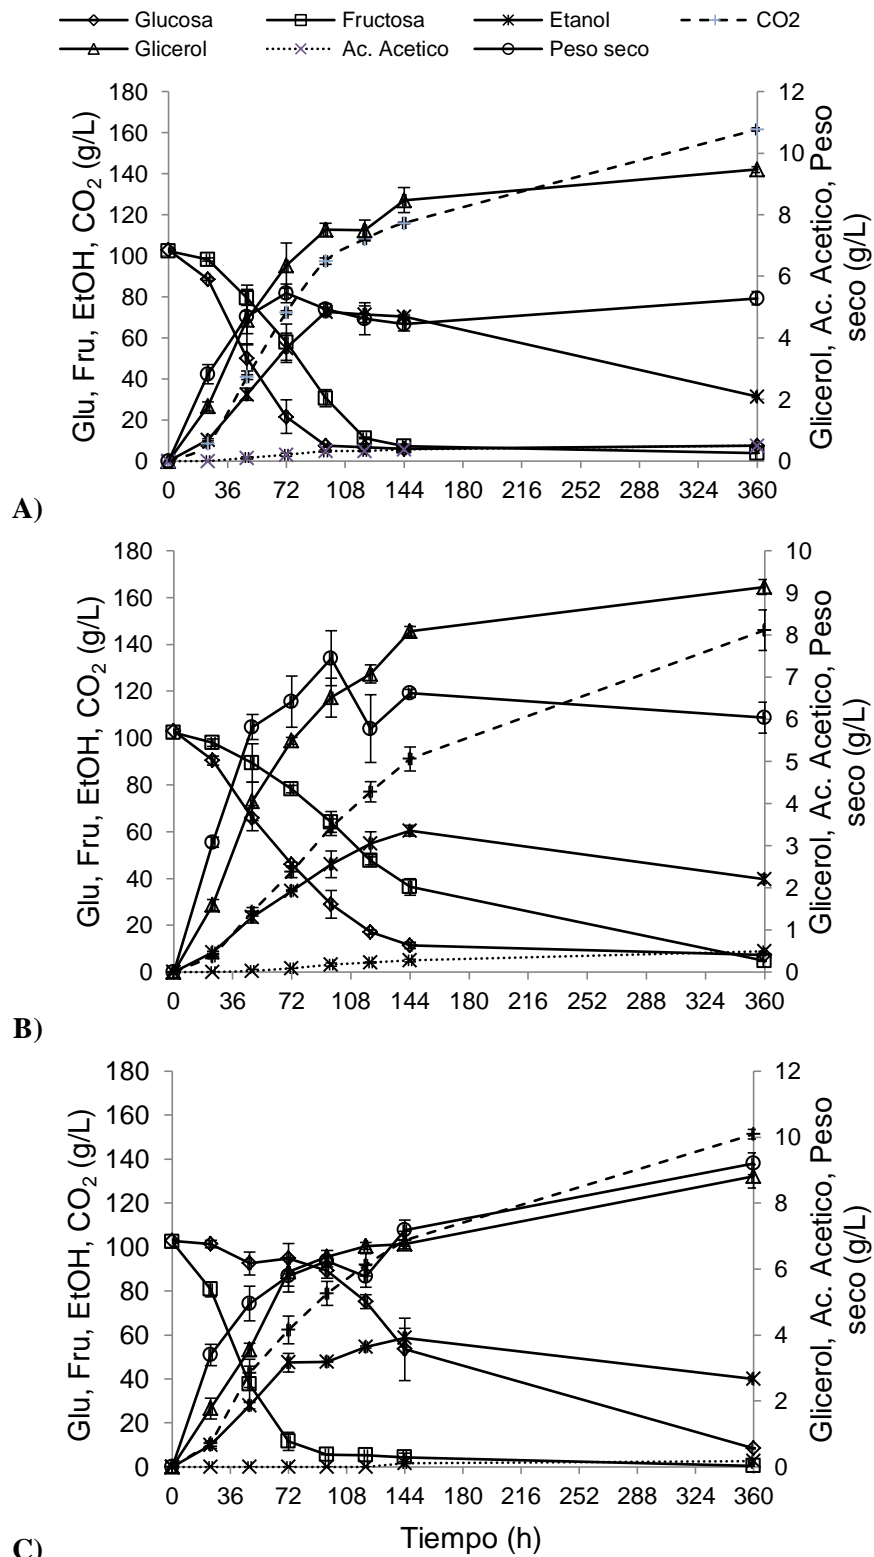 Glucosa Fructosa Etanol CO2
Glicerol Ac. Acetico Peso seco
180 12
160
140 10
120 8
100
80 6
60 4
40
20 2
0 0
0 36 72 108 144 180 216 252 288 324 360
Glu, Fru, EtOH, CO₂ (g/L)
Glicerol, Ac. Acetico, Peso
seco (g/L)
A)
180 10
160 9
140 8
120 7
100 6
80 5
60 4
40 3
20 2
0 1
0
0 36 72 108 144 180 216 252 288 324 360
Glu, Fru, EtOH, CO₂ (g/L)
Glicerol, Ac. Acetico, Peso
seco (g/L)
B)
180 12
160
140 10
120 8
100
80 6
60 4
40
20 2
0 0
0 36 72 108 144 180 216 252 288 324 360
Glu, Fru, EtOH, CO₂ (g/L)
Glicerol, Ac. Acetico, Peso
seco (g/L)
Tiempo (h)
C)